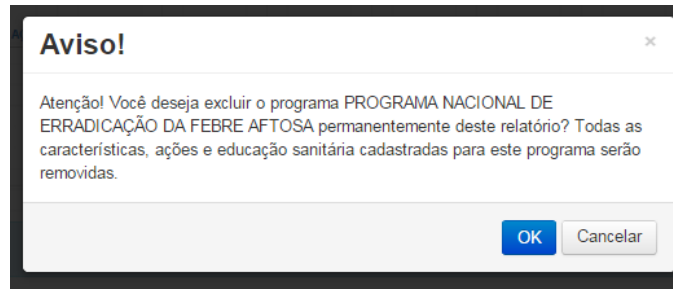 Aviso!
×
Atenção! Você deseja excluir o programa PROGRAMA NACIONAL DE
ERRADICAÇÃO DA FEBRE AFTOSA permanentemente deste relatório? Todas as
características, ações e educação sanitária cadastradas para este programa serão
removidas.
OK Cancelar